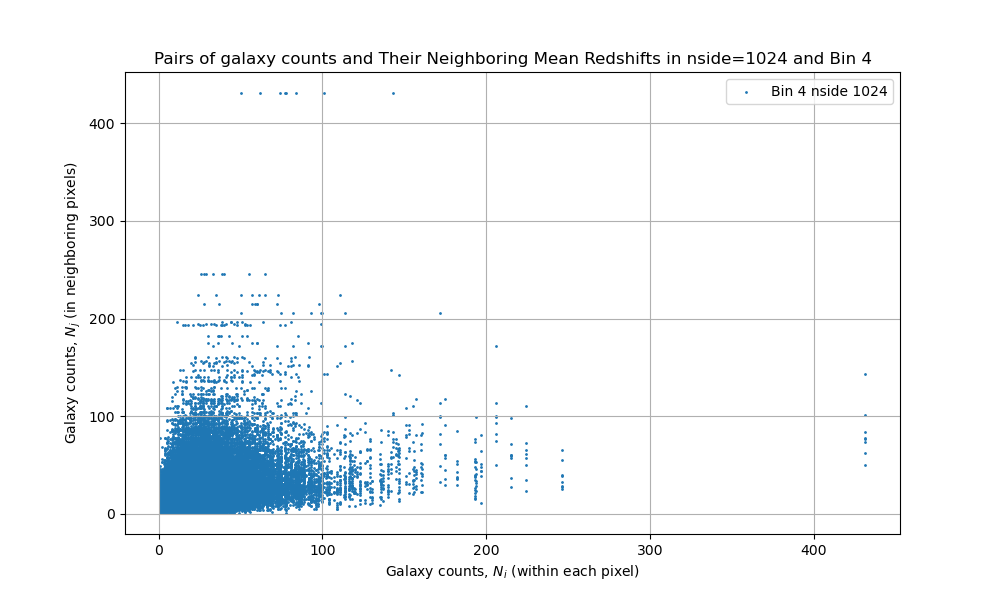 Pairs of galaxy counts and Their Neighboring Mean Redshifts in nside=1024 and Bin 4
Bin 4 nside 1024
Galaxy counts, $N_j$ (in neighboring pixels)
400
300
200
100
0
0 100 200 300 400
Galaxy counts, $N_i$ (within each pixel)